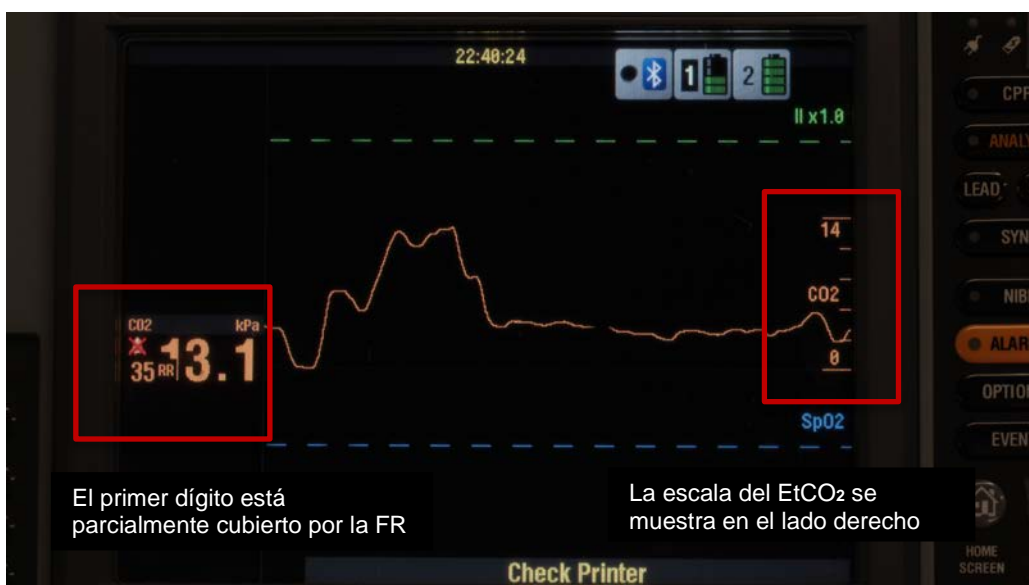 22:40:24
1
2
II x1.0
CPR
LEAD
14
CO2
0
CO2 kPa
35 RR 13.1
SpO2
OPTIO
EVEN
El primer dígito está
parcialmente cubierto por la FR
La escala del EtCO₂ se
muestra en el lado derecho
HOME
SCREEN
Check Printer
ANALY
SYN
NIB
ALAR